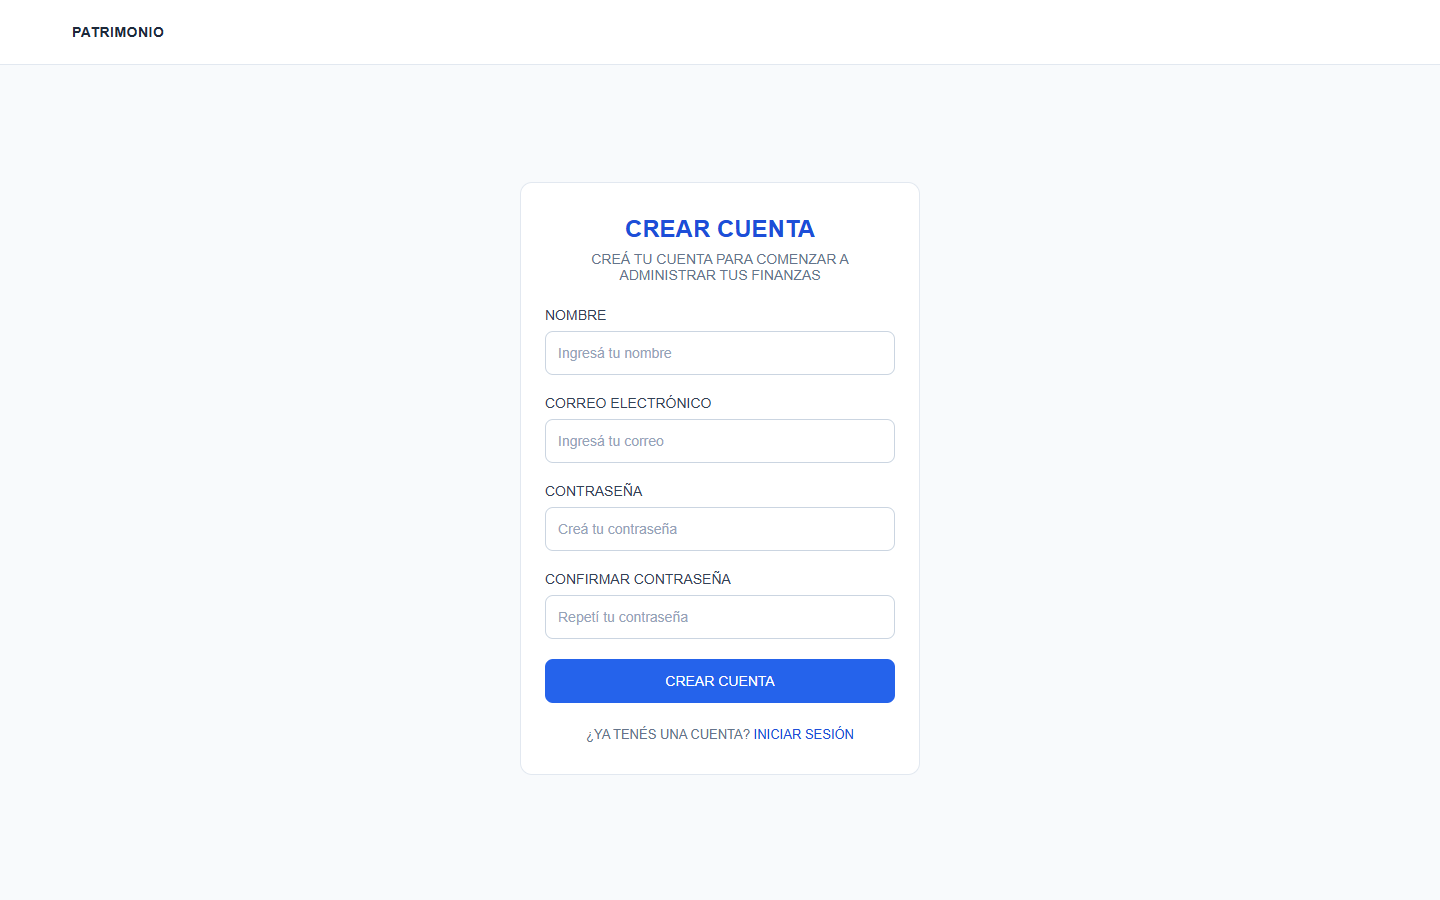 PATRIMONIO
CREAR CUENTA
CREÁ TU CUENTA PARA COMENZAR A
ADMINISTRAR TUS FINANZAS
NOMBRE
Ingresá tu nombre
CORREO ELECTRÓNICO
Ingresá tu correo
CONTRASEÑA
Creá tu contraseña
CONFIRMAR CONTRASEÑA
Repetí tu contraseña
CREAR CUENTA
¿YA TENÉS UNA CUENTA? INICIAR SESIÓN